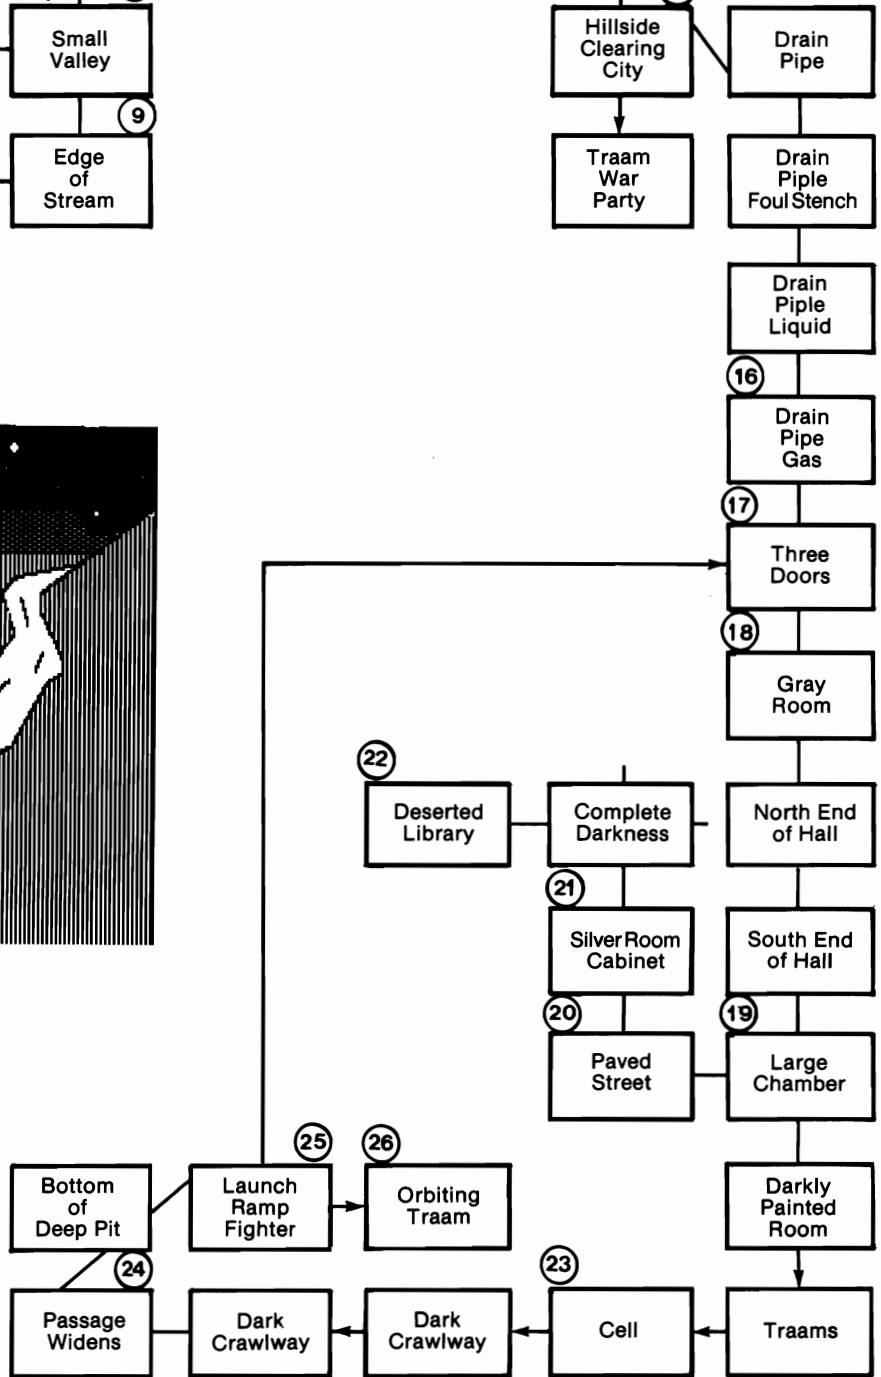 Small
Valley
Hillside
Clearing
City
Drain
Pipe
9
Edge
of
Stream
Traam
War
Party
Drain
Piple
Foul Stench
Drain
Piple
Liquid
16
Drain
Pipe
Gas
17
Three
Doors
18
Gray
Room
22
Deserted
Library
Complete
Darkness
North End
of Hall
21
Silver Room
Cabinet
South End
of Hall
20
Paved
Street
19
Large
Chamber
Bottom
of
Deep Pit
25
Launch
Ramp
Fighter
26
Orbiting
Traam
Darkly
Painted
Room
24
Passage
Widens
Dark
Crawlway
Dark
Crawlway
23
Cell
Traams